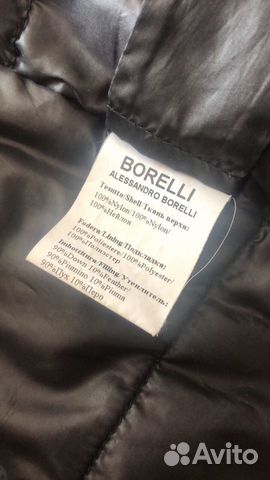 BORELLI
ALESSANDRO BORELLI
Tessuto/Shell/Ткань верха:
100%Nylon/100%Nylon/
100%Нейлон
Fodera/Lining/Подкладка:
100%Poliestere/100%Polyester/
100%Полиэстер
Imbottitura/Filling/Утеплитель:
90%Down 10%Feather/
90%Piumino 10%Piuma
90%Пух 10%Перо
Avito